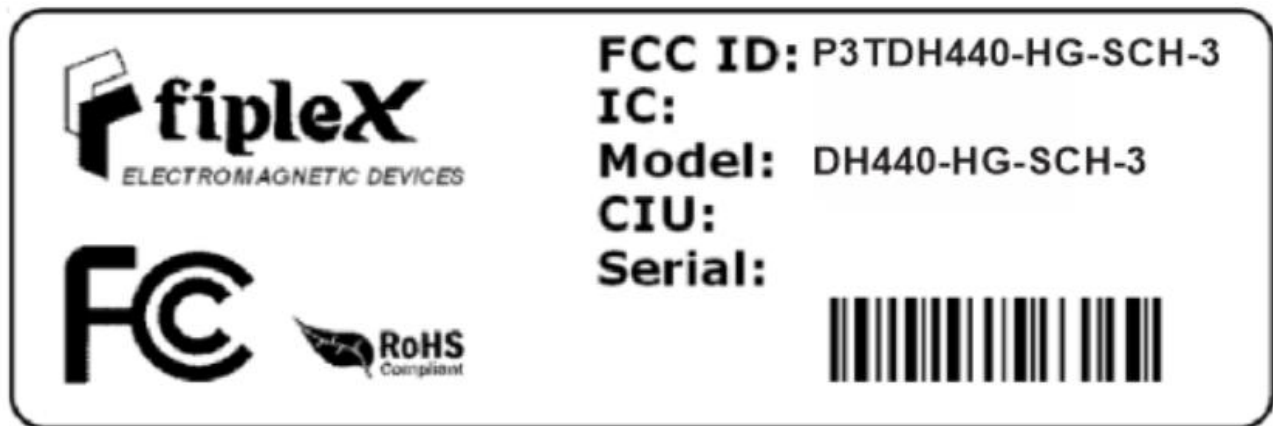 fipleX
ELECTROMAGNETIC DEVICES
FCC
RoHS
Compliant
FCC ID: P3TDH440-HG-SCH-3
IC:
Model: DH440-HG-SCH-3
CIU:
Serial: